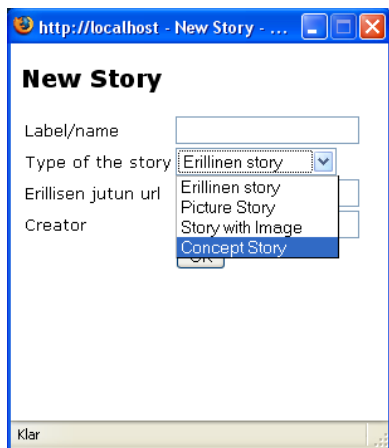 http://localhost - New Story - ...
New Story
Label/name
Type of the story Erillinen story
Erillinen story
Erillisen jutun url
Picture Story
Story with Image
Creator
Concept Story
OK
Klar